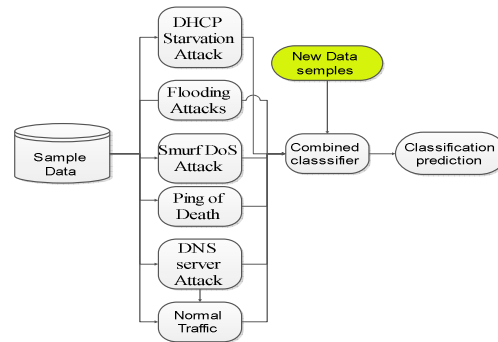 DHCP
Starvation
Attack
New Data
semples
Flooding
Attacks
Sample
Data
Smurf DoS
Attack
Combined
classsifier
Classification
prediction
Ping of
Death
DNS
server
Attack
Normal
Traffic